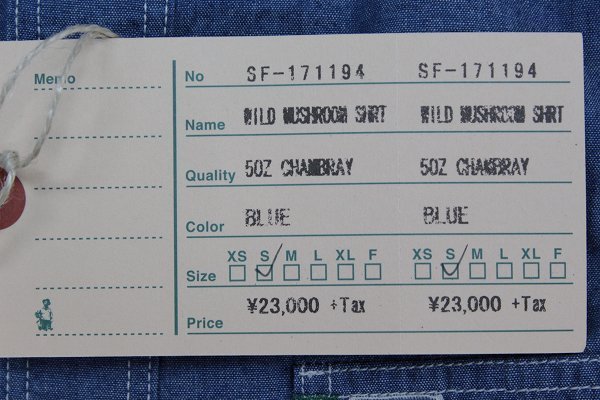 Memo
No SF-171194 SF-171194
Name WILD MUSHROOM SHRT WILD MUSHROOM SHRT
Quality 5OZ CHAMBRAY 5OZ CHAMBRAY
Color BLUE BLUE
XS S M L XL F XS S M L XL F
Size
Price ¥23,000 +Tax ¥23,000 +Tax